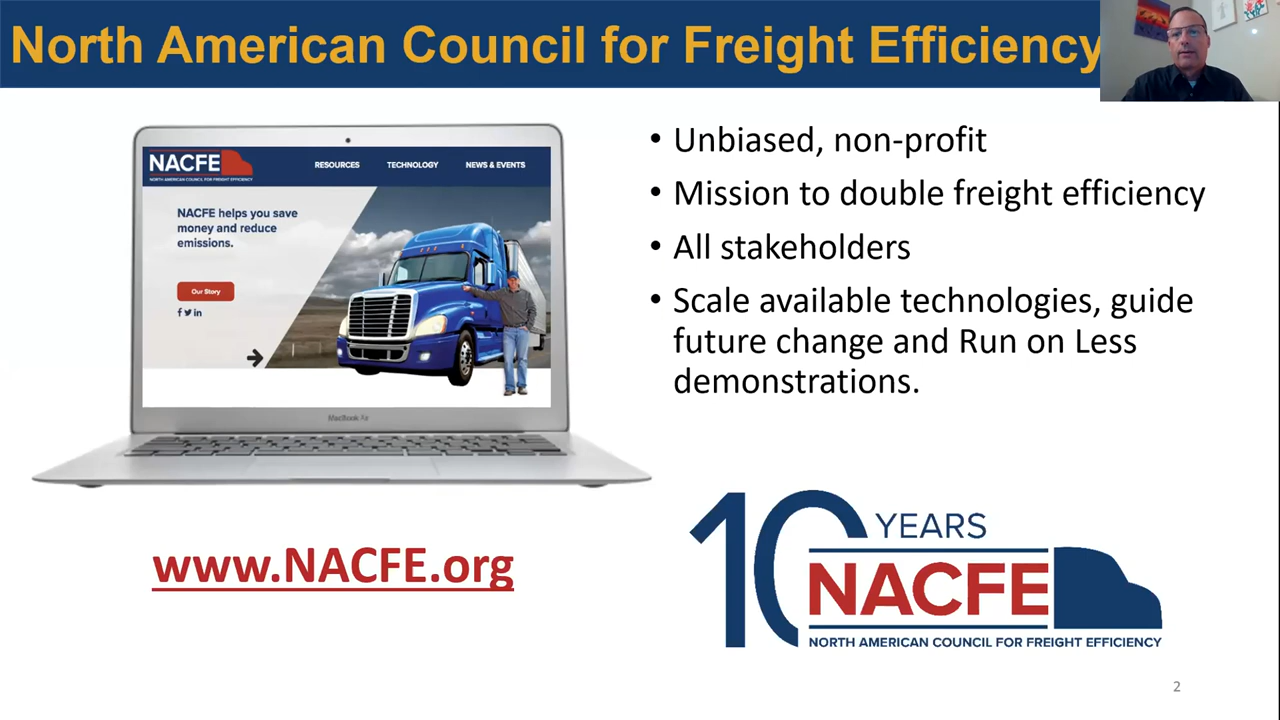 North American Council for Freight Efficiency
NACFE
NORTH AMERICAN COUNCIL FOR FREIGHT EFFICIENCY
RESOURCES TECHNOLOGY NEWS & EVENTS
NACFE helps you save
money and reduce
emissions.
Our Story
MacBook Air
www.NACFE.org
• Unbiased, non-profit
• Mission to double freight efficiency
• All stakeholders
• Scale available technologies, guide
future change and Run on Less
demonstrations.
10 YEARS
NACFE
NORTH AMERICAN COUNCIL FOR FREIGHT EFFICIENCY
2